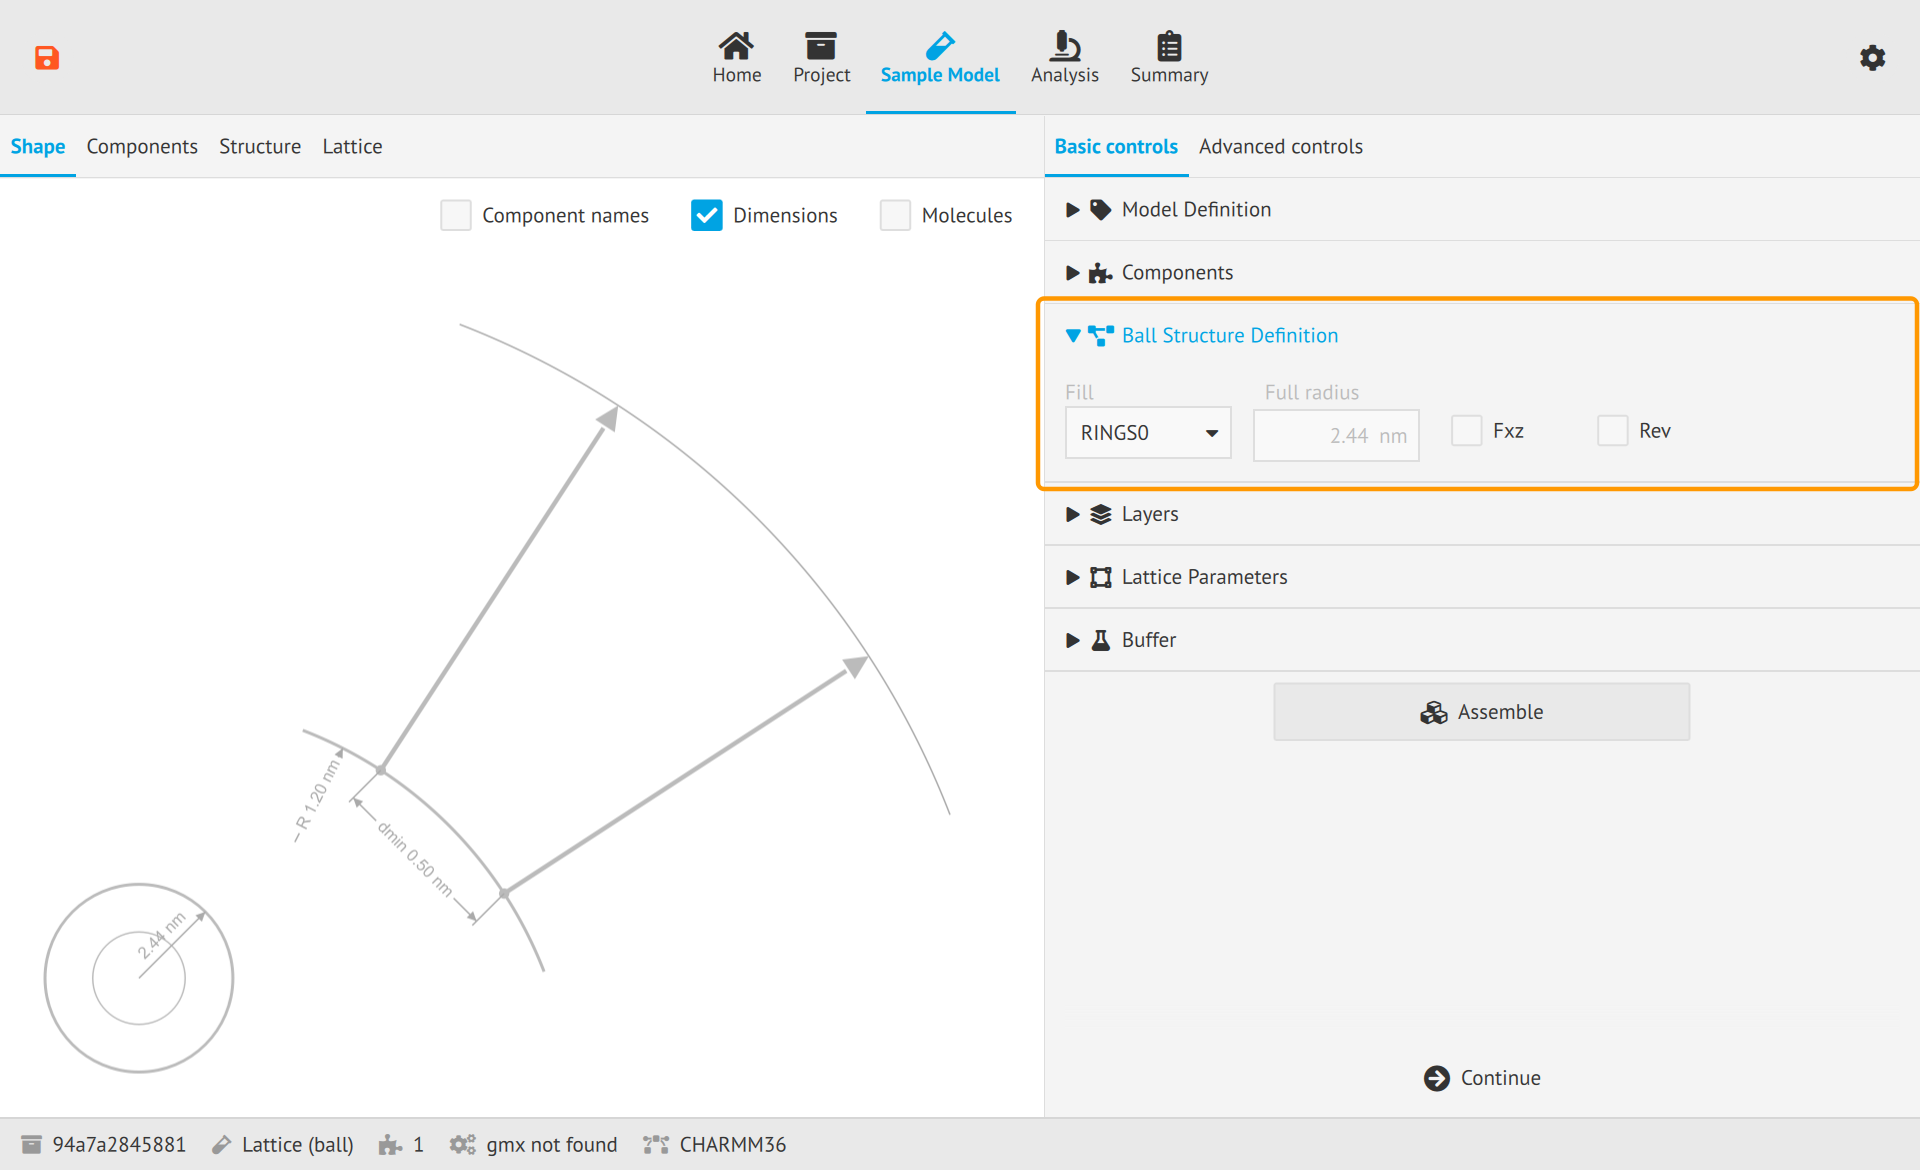 Home
Project
Sample Model
Analysis
Summary
Shape
Components
Structure
Lattice
Basic controls
Advanced controls
Component names
Dimensions
Molecules
Model Definition
Components
Ball Structure Definition
Fill
Full radius
RINGS0
2.44 nm
Fxz
Rev
Layers
Lattice Parameters
Buffer
Assemble
Continue
R 1.20 nm
dmin 0.50 nm
2.44 nm
94a7a2845881
Lattice (ball)
1
gmx not found
CHARMM36